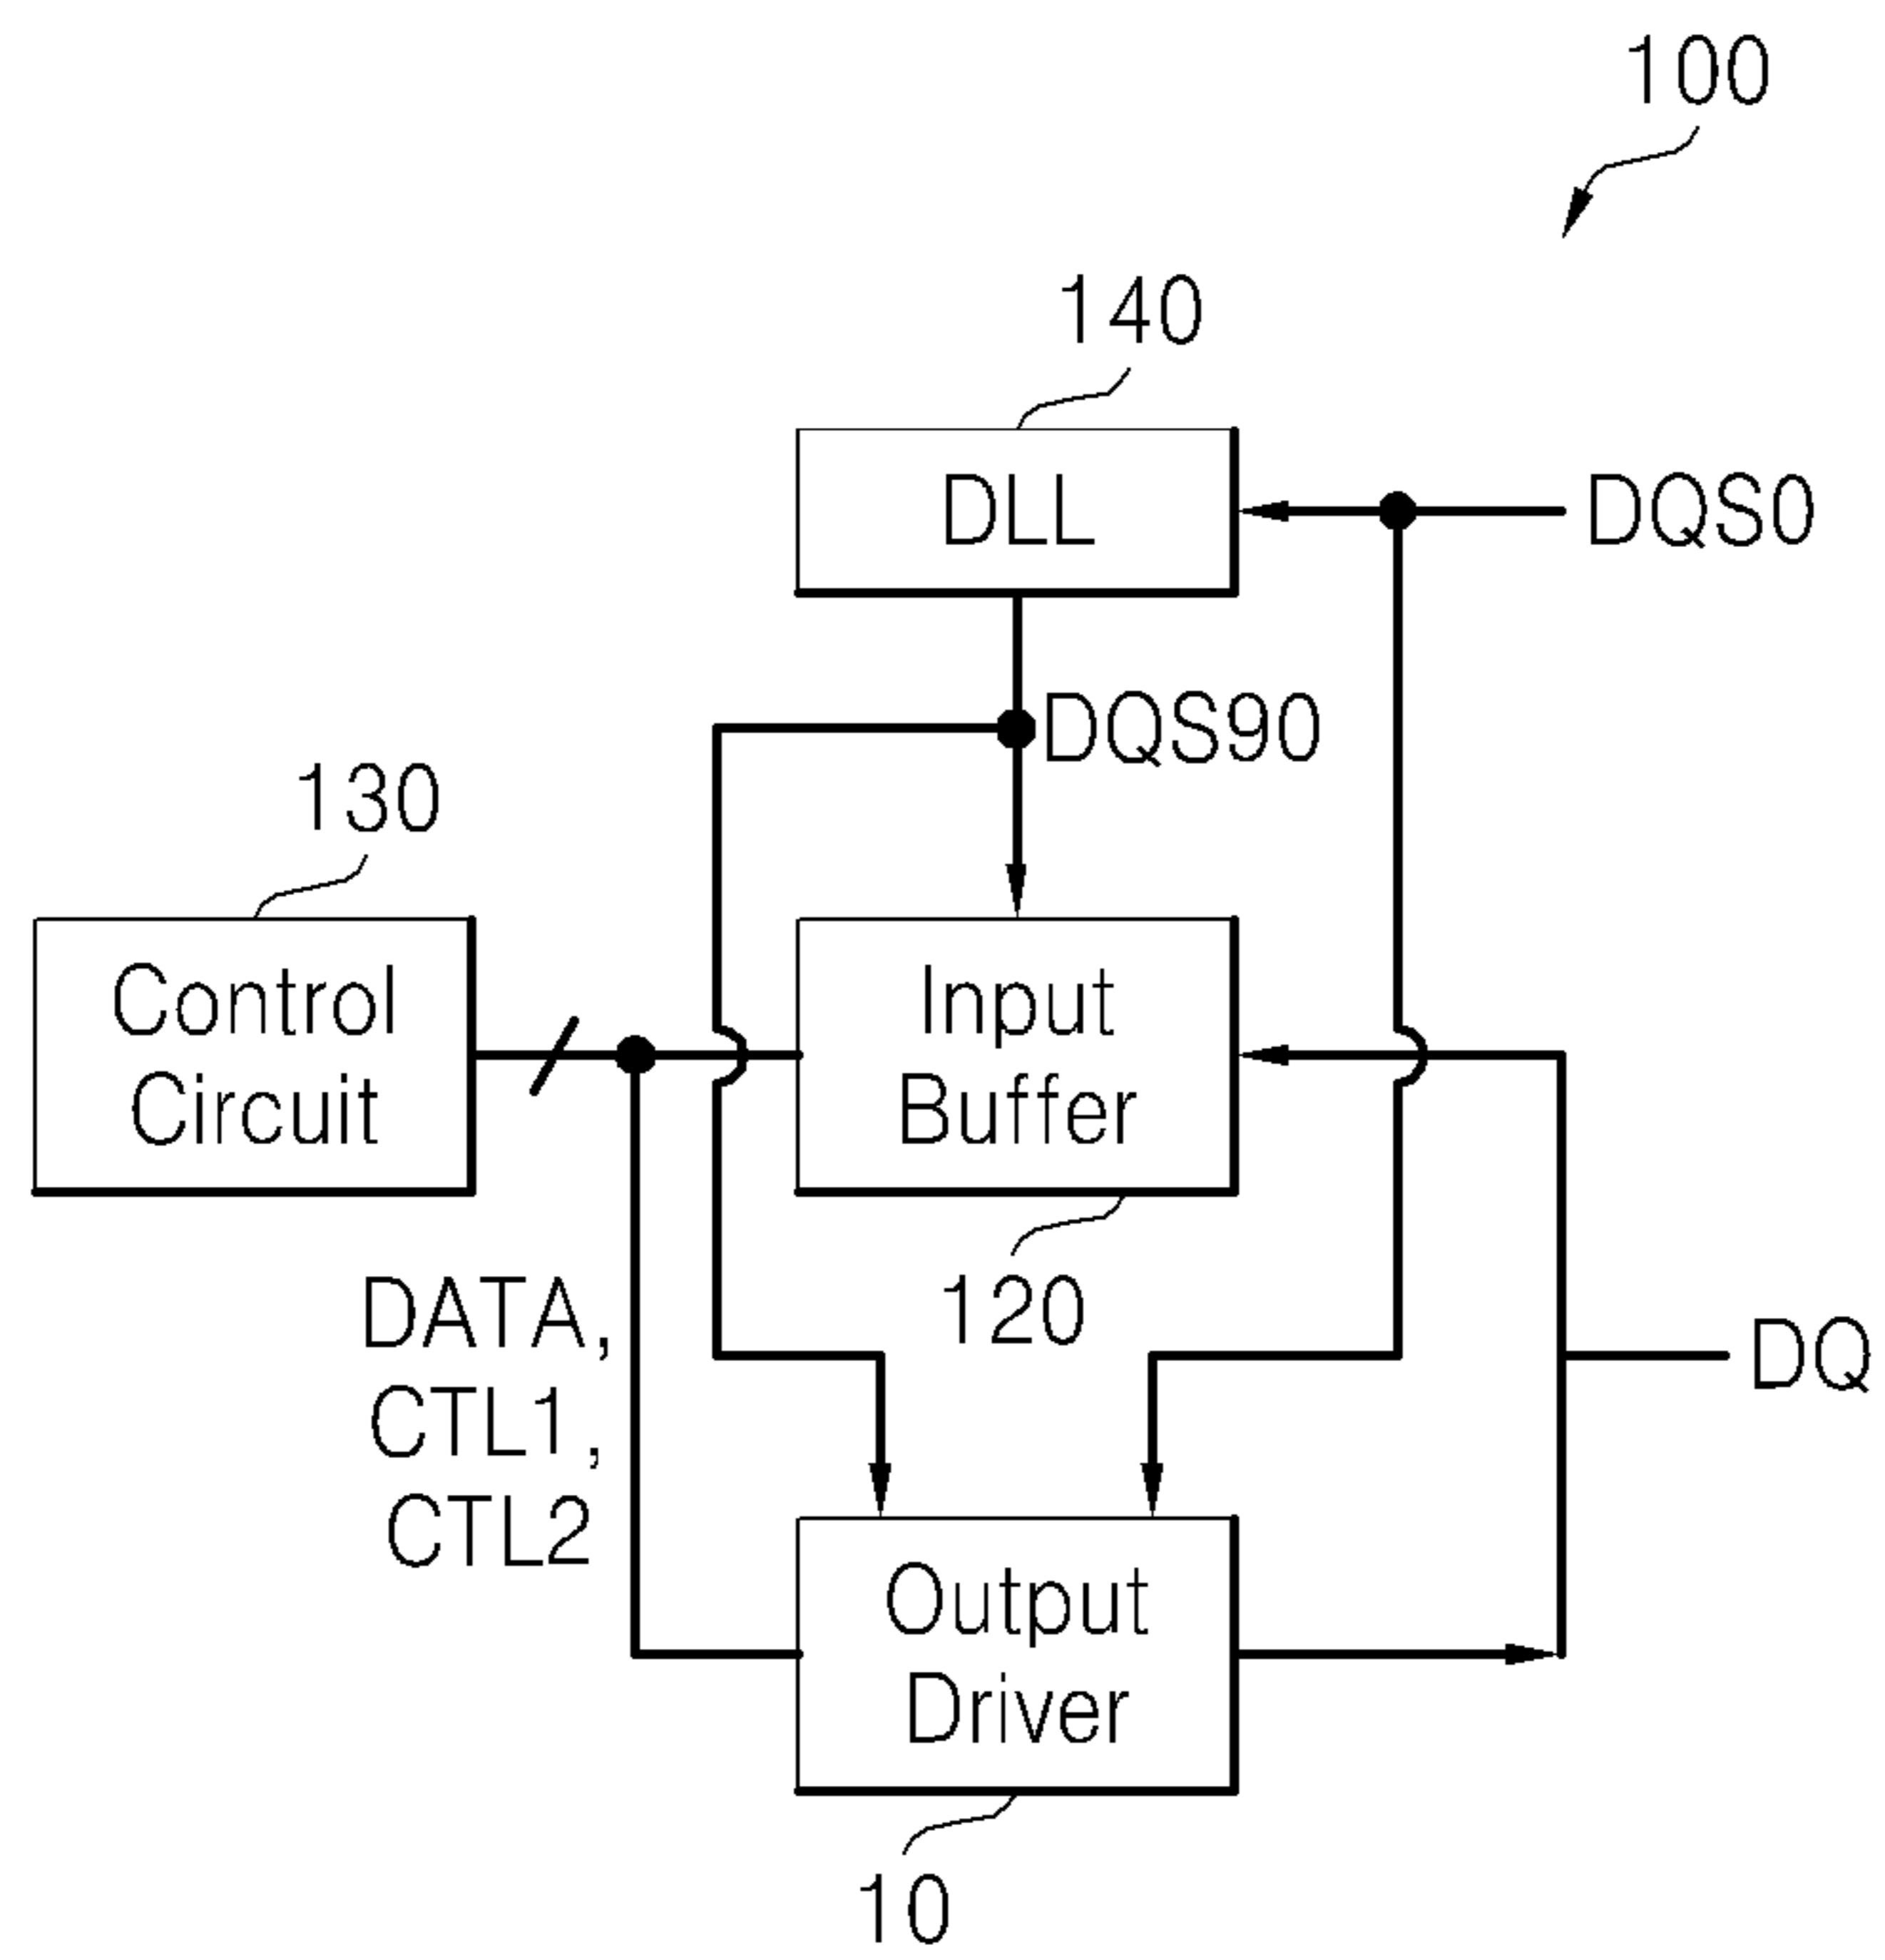 100
140
DLL
DQS0
DQS90
130
Control
Circuit
Input
Buffer
120
DATA,
CTL1,
CTL2
DQ
Output
Driver
10